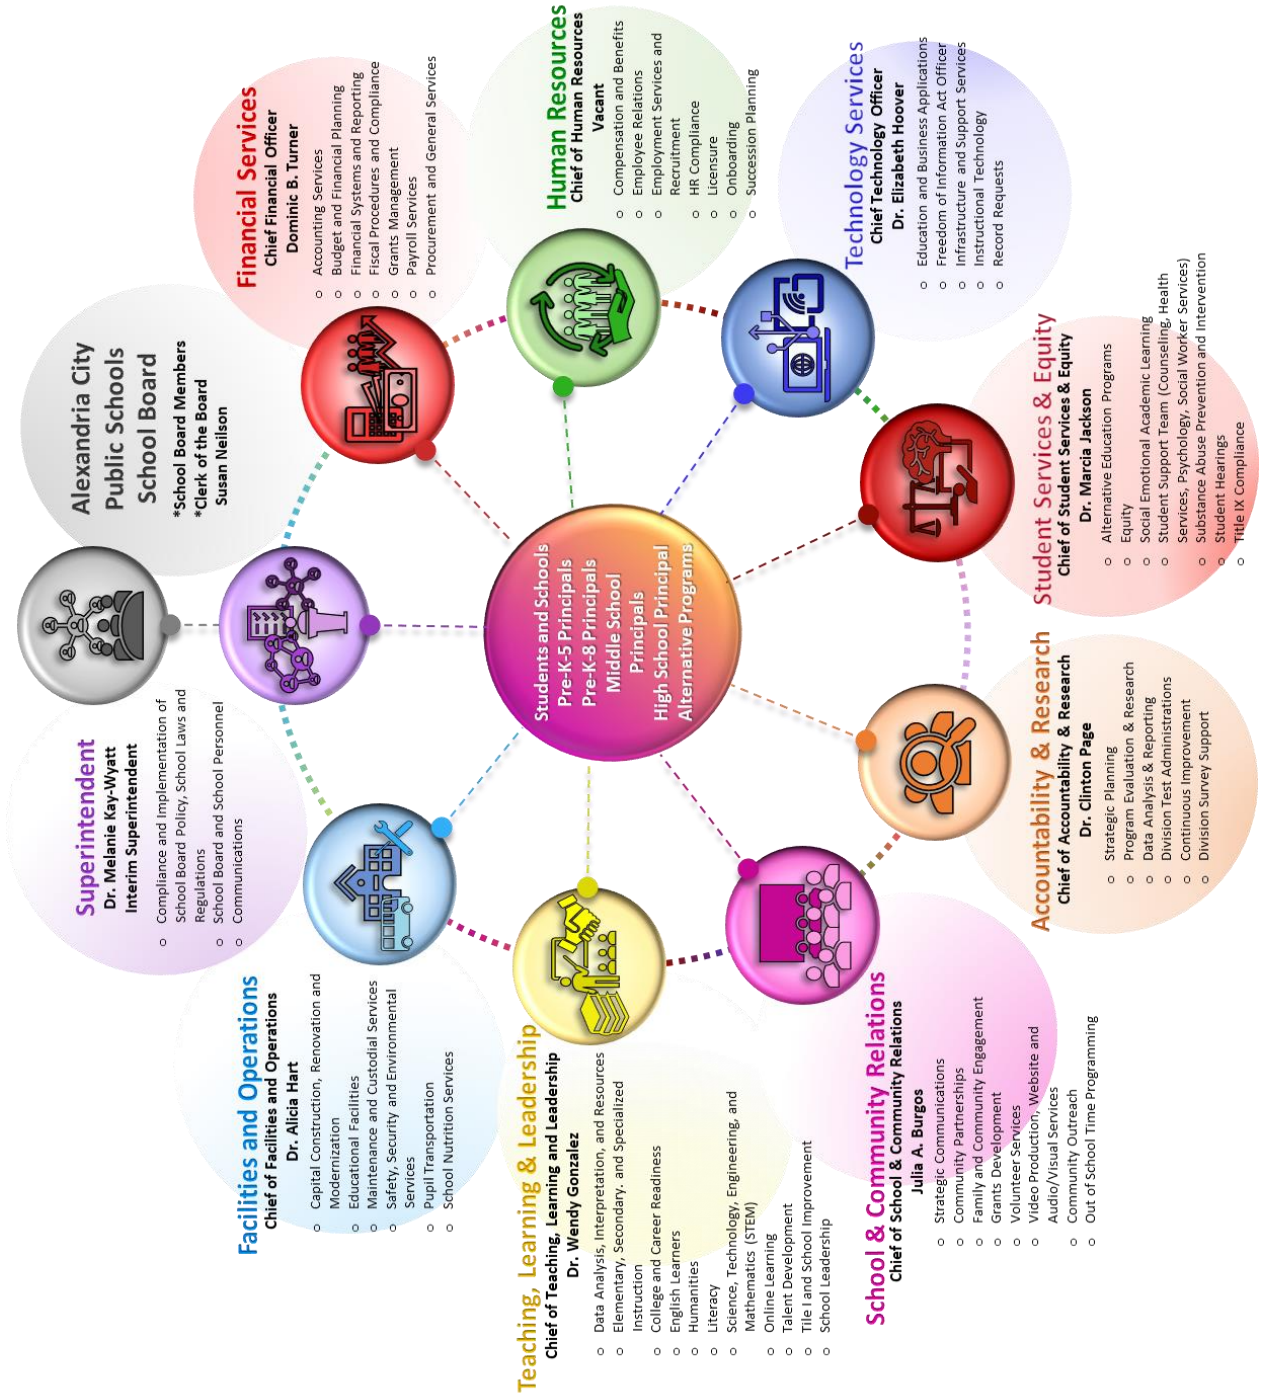 Alexandria City
Public Schools
School Board
*School Board Members
*Clerk of the Board
Susan Neilson
Superintendent
Dr. Melanie Kay-Wyatt
Interim Superintendent
○ Compliance and Implementation of
School Board Policy, School Laws and
Regulations
○ School Board and School Personnel
○ Communications
Financial Services
Chief Financial Officer
Dominic B. Turner
○ Accounting Services
○ Budget and Financial Planning
○ Financial Systems and Reporting
○ Fiscal Procedures and Compliance
○ Grants Management
○ Payroll Services
○ Procurement and General Services
Human Resources
Chief of Human Resources
Vacant
○ Compensation and Benefits
○ Employee Relations
○ Employment Services and
Recruitment
○ HR Compliance
○ Licensure
○ Onboarding
○ Succession Planning
Technology Services
Chief Technology Officer
Dr. Elizabeth Hoover
○ Education and Business Applications
○ Freedom of Information Act Officer
○ Infrastructure and Support Services
○ Instructional Technology
○ Record Requests
Student Services & Equity
Chief of Student Services & Equity
Dr. Marcia Jackson
○ Alternative Education Programs
○ Equity
○ Social Emotional Academic Learning
○ Student Support Team (Counseling, Health
Services, Psychology, Social Worker Services)
○ Substance Abuse Prevention and Intervention
○ Student Hearings
○ Title IX Compliance
Accountability & Research
Chief of Accountability & Research
Dr. Clinton Page
○ Strategic Planning
○ Program Evaluation & Research
○ Data Analysis & Reporting
○ Division Test Administrations
○ Continuous Improvement
○ Division Survey Support
School & Community Relations
Chief of School & Community Relations
Julia A. Burgos
○ Strategic Communications
○ Community Partnerships
○ Family and Community Engagement
○ Grants Development
○ Volunteer Services
○ Video Production, Website and
Audio/Visual Services
○ Community Outreach
○ Out of School Time Programming
Teaching, Learning & Leadership
Chief of Teaching, Learning and Leadership
Dr. Wendy Gonzalez
○ Data Analysis, Interpretation, and Resources
○ Elementary, Secondary. and Specialized
Instruction
○ College and Career Readiness
○ English Learners
○ Humanities
○ Literacy
○ Science, Technology, Engineering, and
Mathematics (STEM)
○ Online Learning
○ Talent Development
○ Tile I and School Improvement
○ School Leadership
Facilities and Operations
Chief of Facilities and Operations
Dr. Alicia Hart
○ Capital Construction, Renovation and
Modernization
○ Educational Facilities
○ Maintenance and Custodial Services
○ Safety, Security and Environmental
Services
○ Pupil Transportation
○ School Nutrition Services
Students and Schools
Pre-K-5 Principals
Pre-K-8 Principals
Middle School
Principals
High School Principal
Alternative Programs